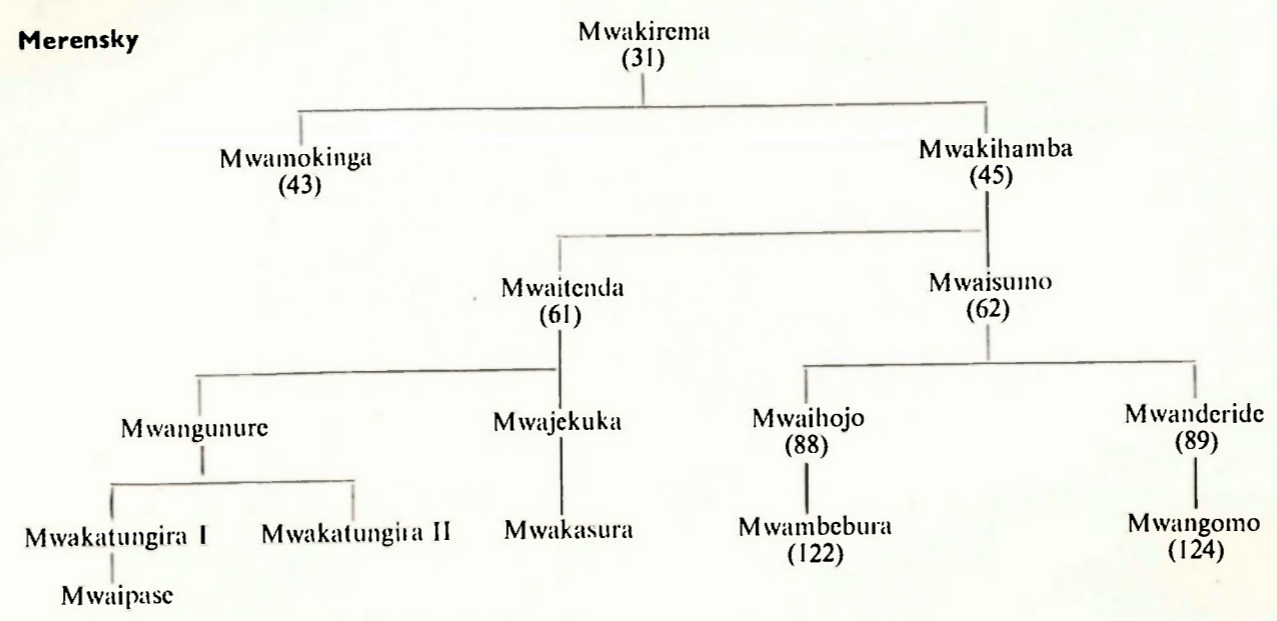 Merensky
Mwakirema
(31)
Mwamokinga
(43)
Mwakihamba
(45)
Mwaitenda
(61)
Mwaisumo
(62)
Mwangunure
Mwajekuka
Mwaihojo
(88)
Mwanderide
(89)
Mwakatungira I
Mwakatungira II
Mwakasura
Mwambebura
(122)
Mwangomo
(124)
Mwaipase